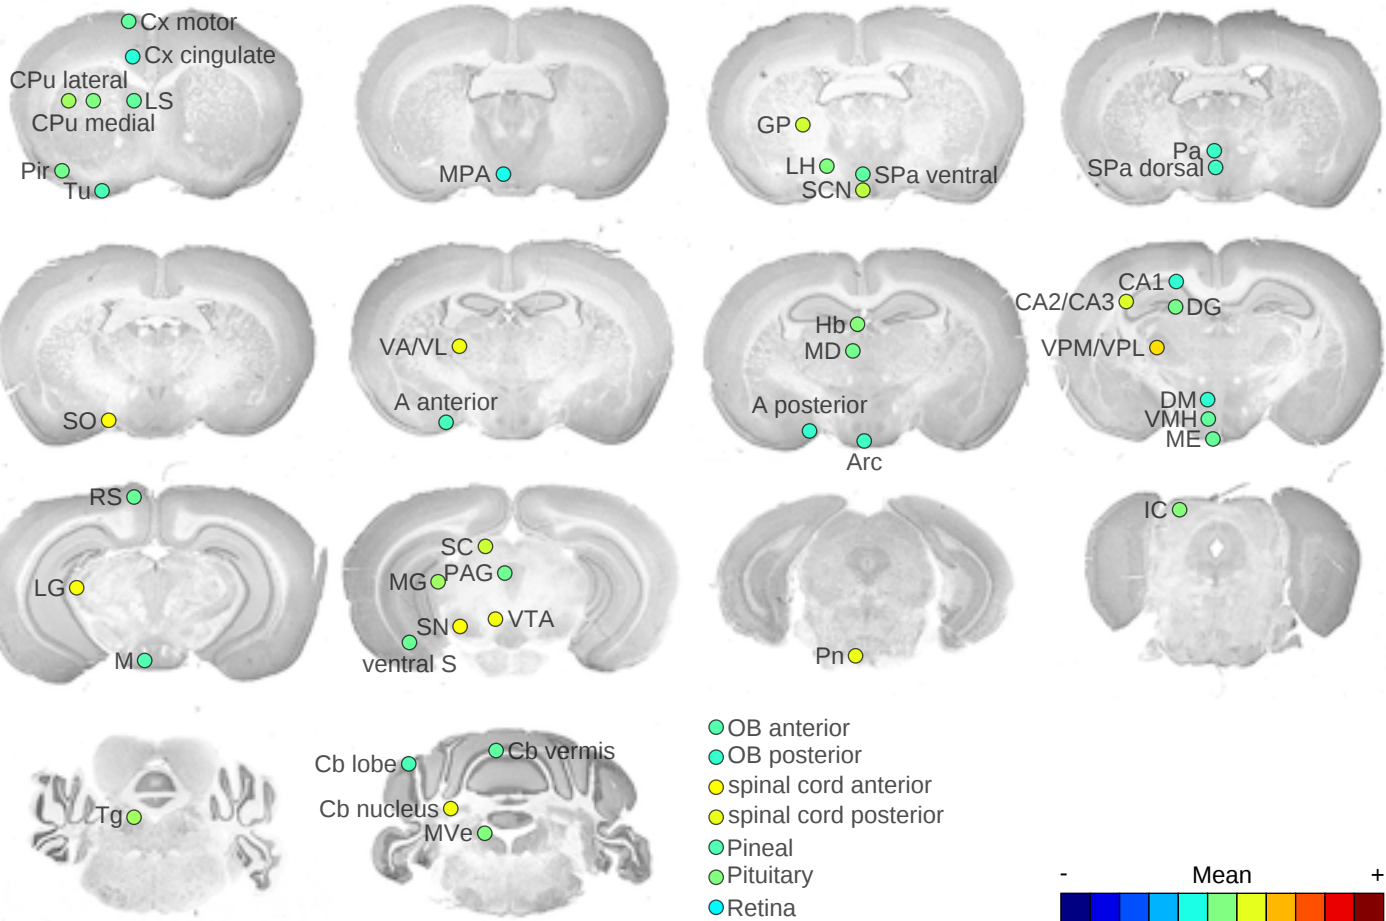 Cx motor
Cx cingulate
CPu lateral
LS
CPu medial
Pir
Tu
MPA
GP
LH
SPa ventral
SCN
Pa
SPa dorsal
SO
VA/VL
A anterior
Hb
MD
A posterior
Arc
CA1
CA2/CA3
DG
VPM/VPL
DM
VMH
ME
RS
LG
M
SC
PAG
MG
VTA
SN
ventral S
Pn
IC
Tg
Cb vermis
Cb lobe
Cb nucleus
MVe
OB anterior
OB posterior
spinal cord anterior
spinal cord posterior
Pineal
Pituitary
Retina
- Mean +